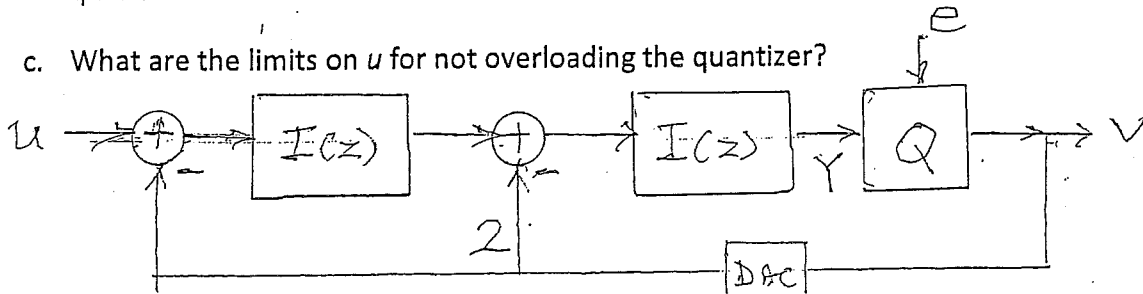 c. What are the limits on u for not overloading the quantizer?
e
u + I(z) + I(z) Y Q V
- -
2
DAC